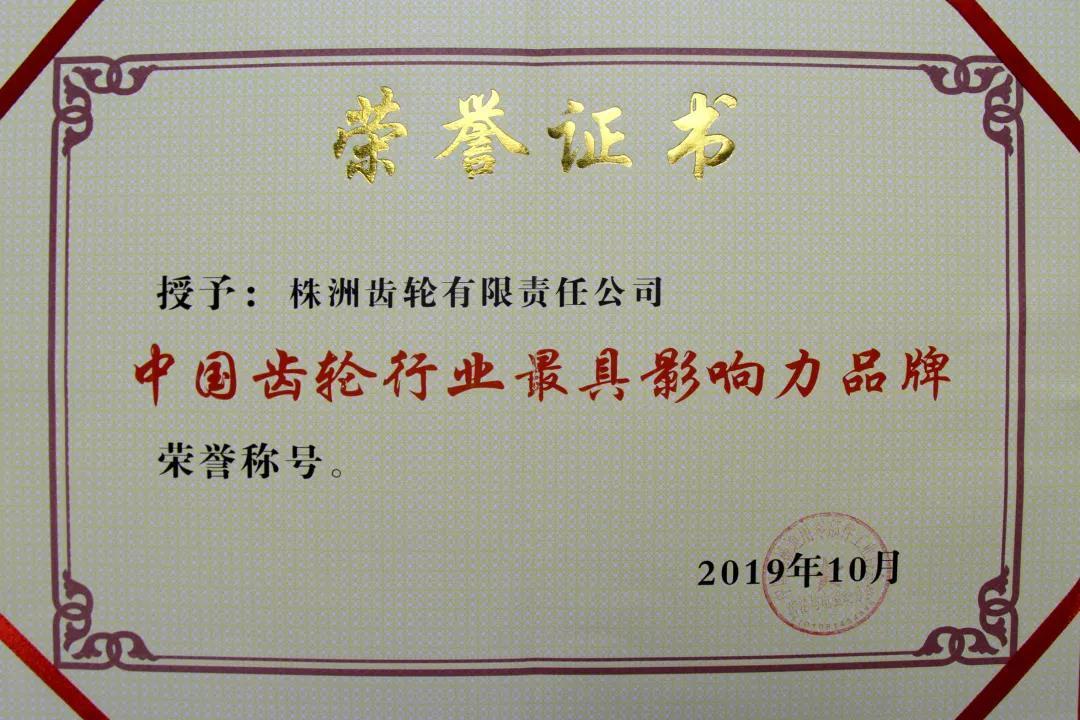 荣誉证书
授予：株洲齿轮有限责任公司
中国齿轮行业最具影响力品牌
荣誉称号。
2019年10月